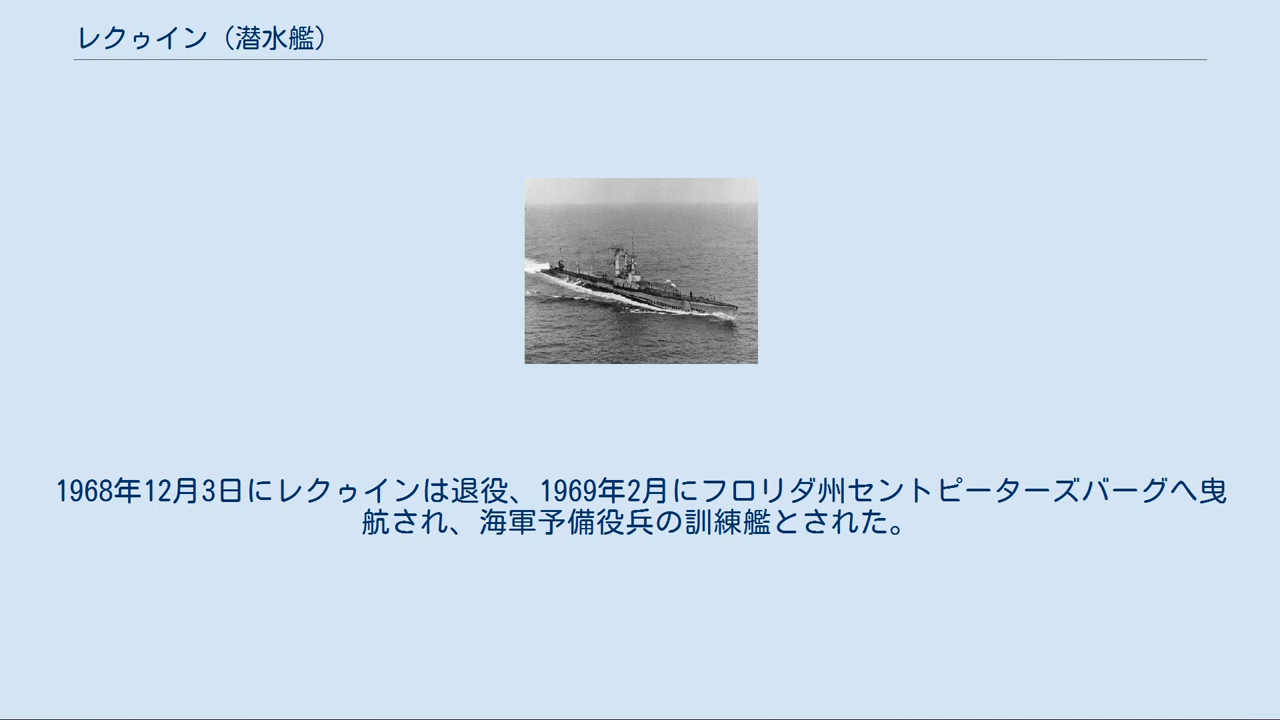 レクゥイン（潜水艦）
1968年12月3日にレクゥインは退役、1969年2月にフロリダ州セントピーターズバーグへ曳
航され、海軍予備役兵の訓練艦とされた。